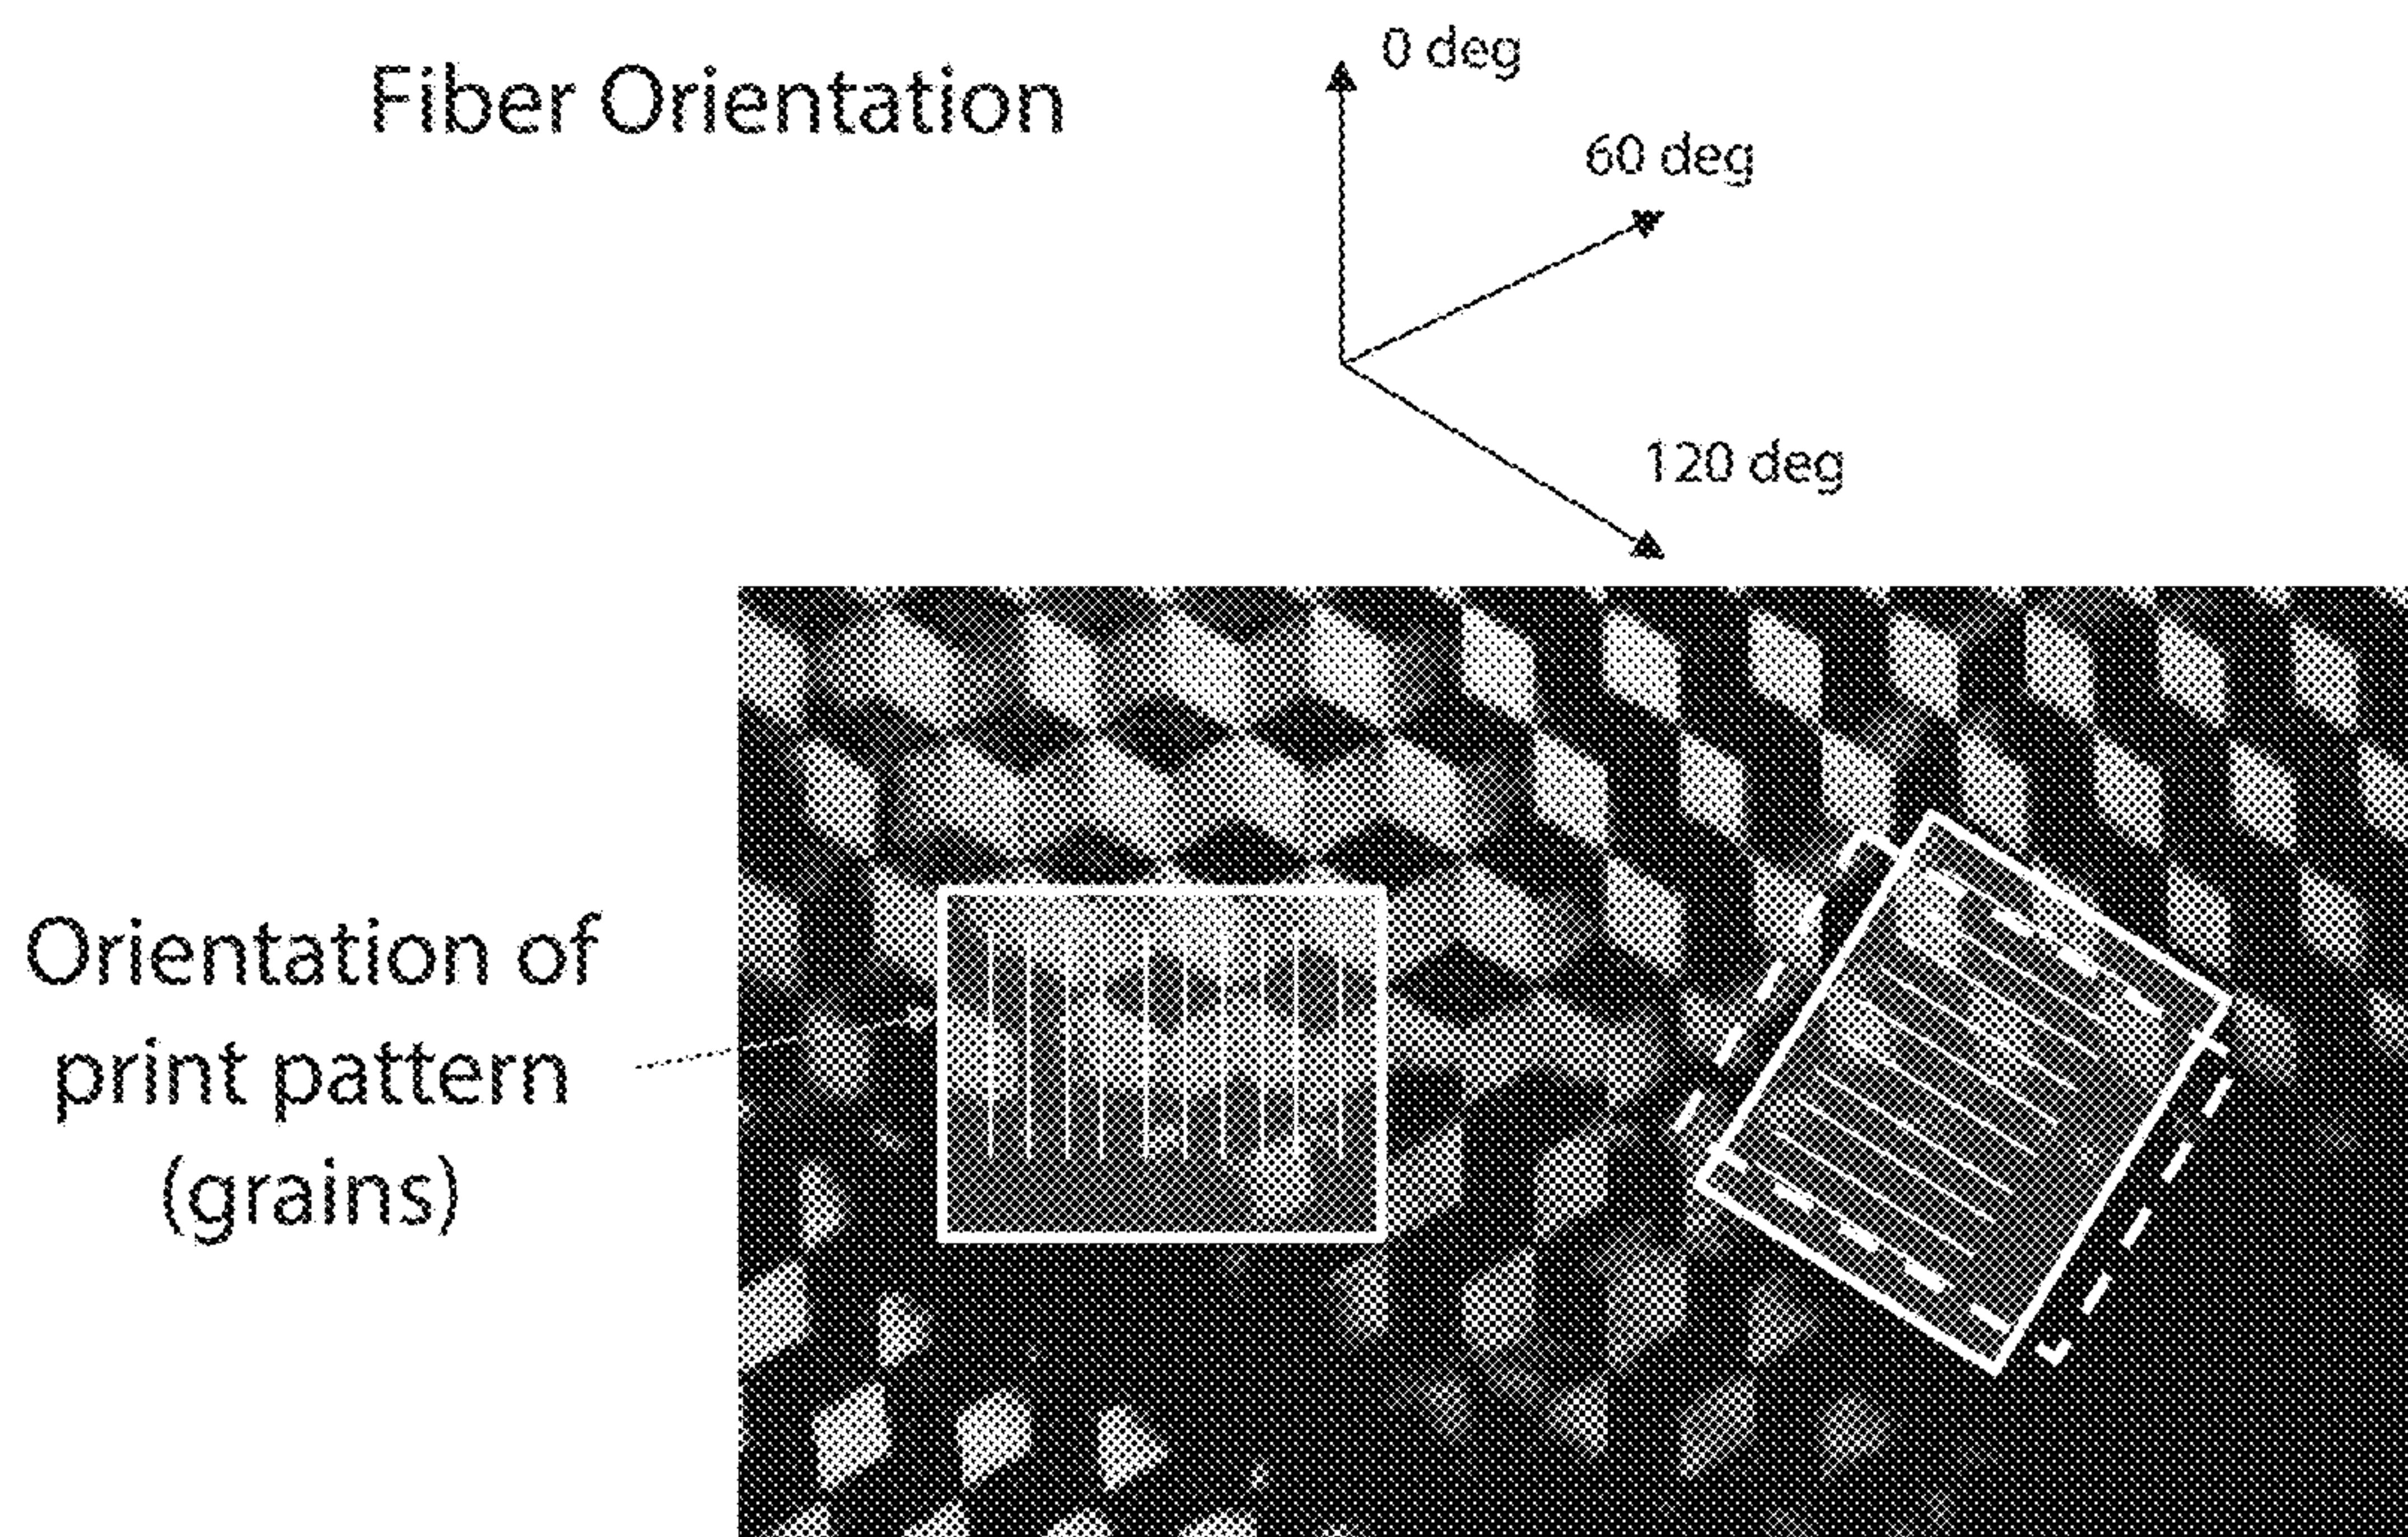 Fiber Orientation
0 deg
60 deg
120 deg
Orientation of
print pattern
(grains)